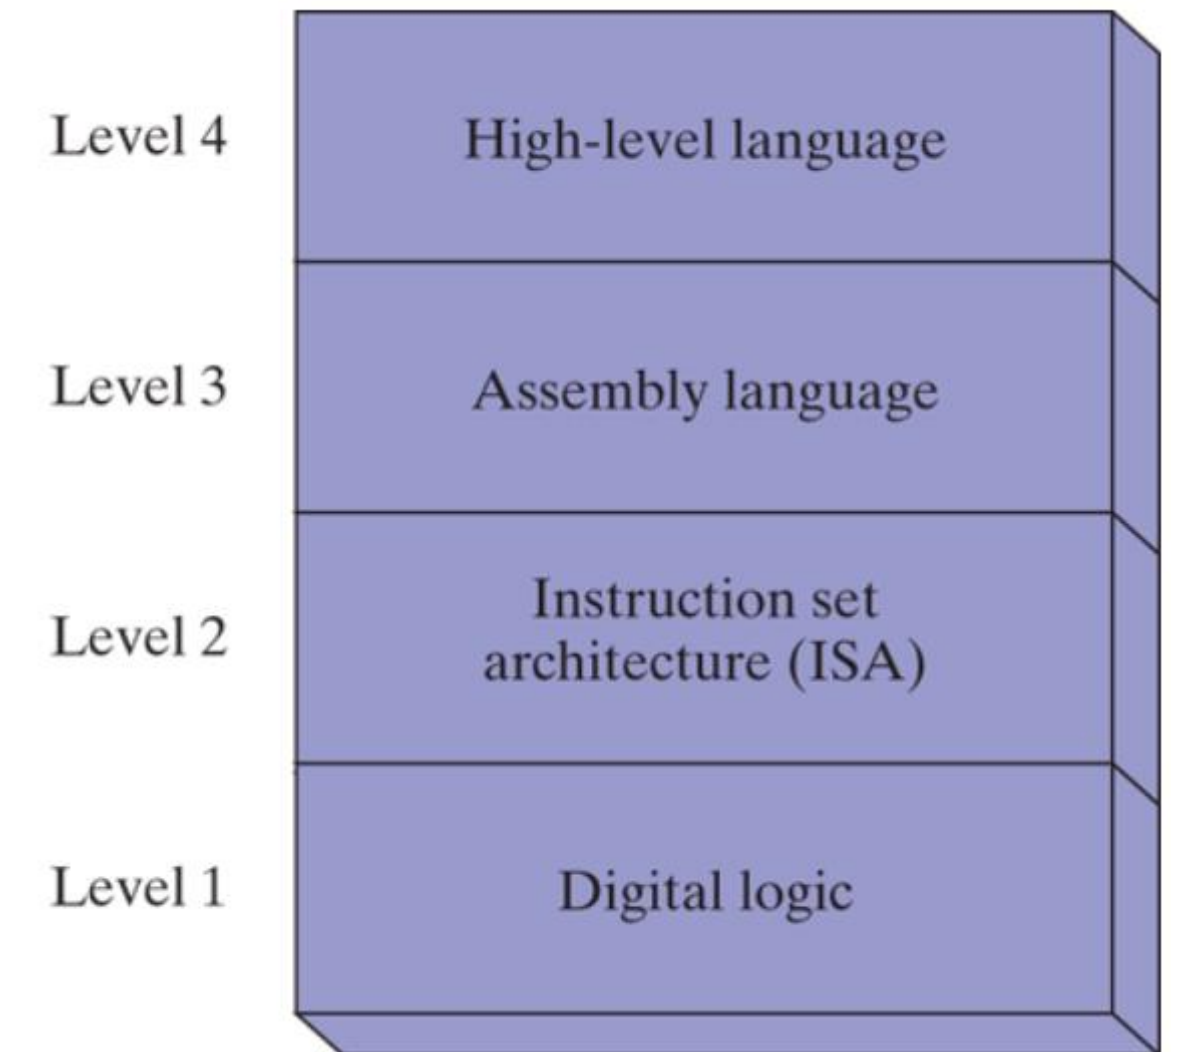 Level 4
High-level language
Level 3
Assembly language
Level 2
Instruction set
architecture (ISA)
Level 1
Digital logic